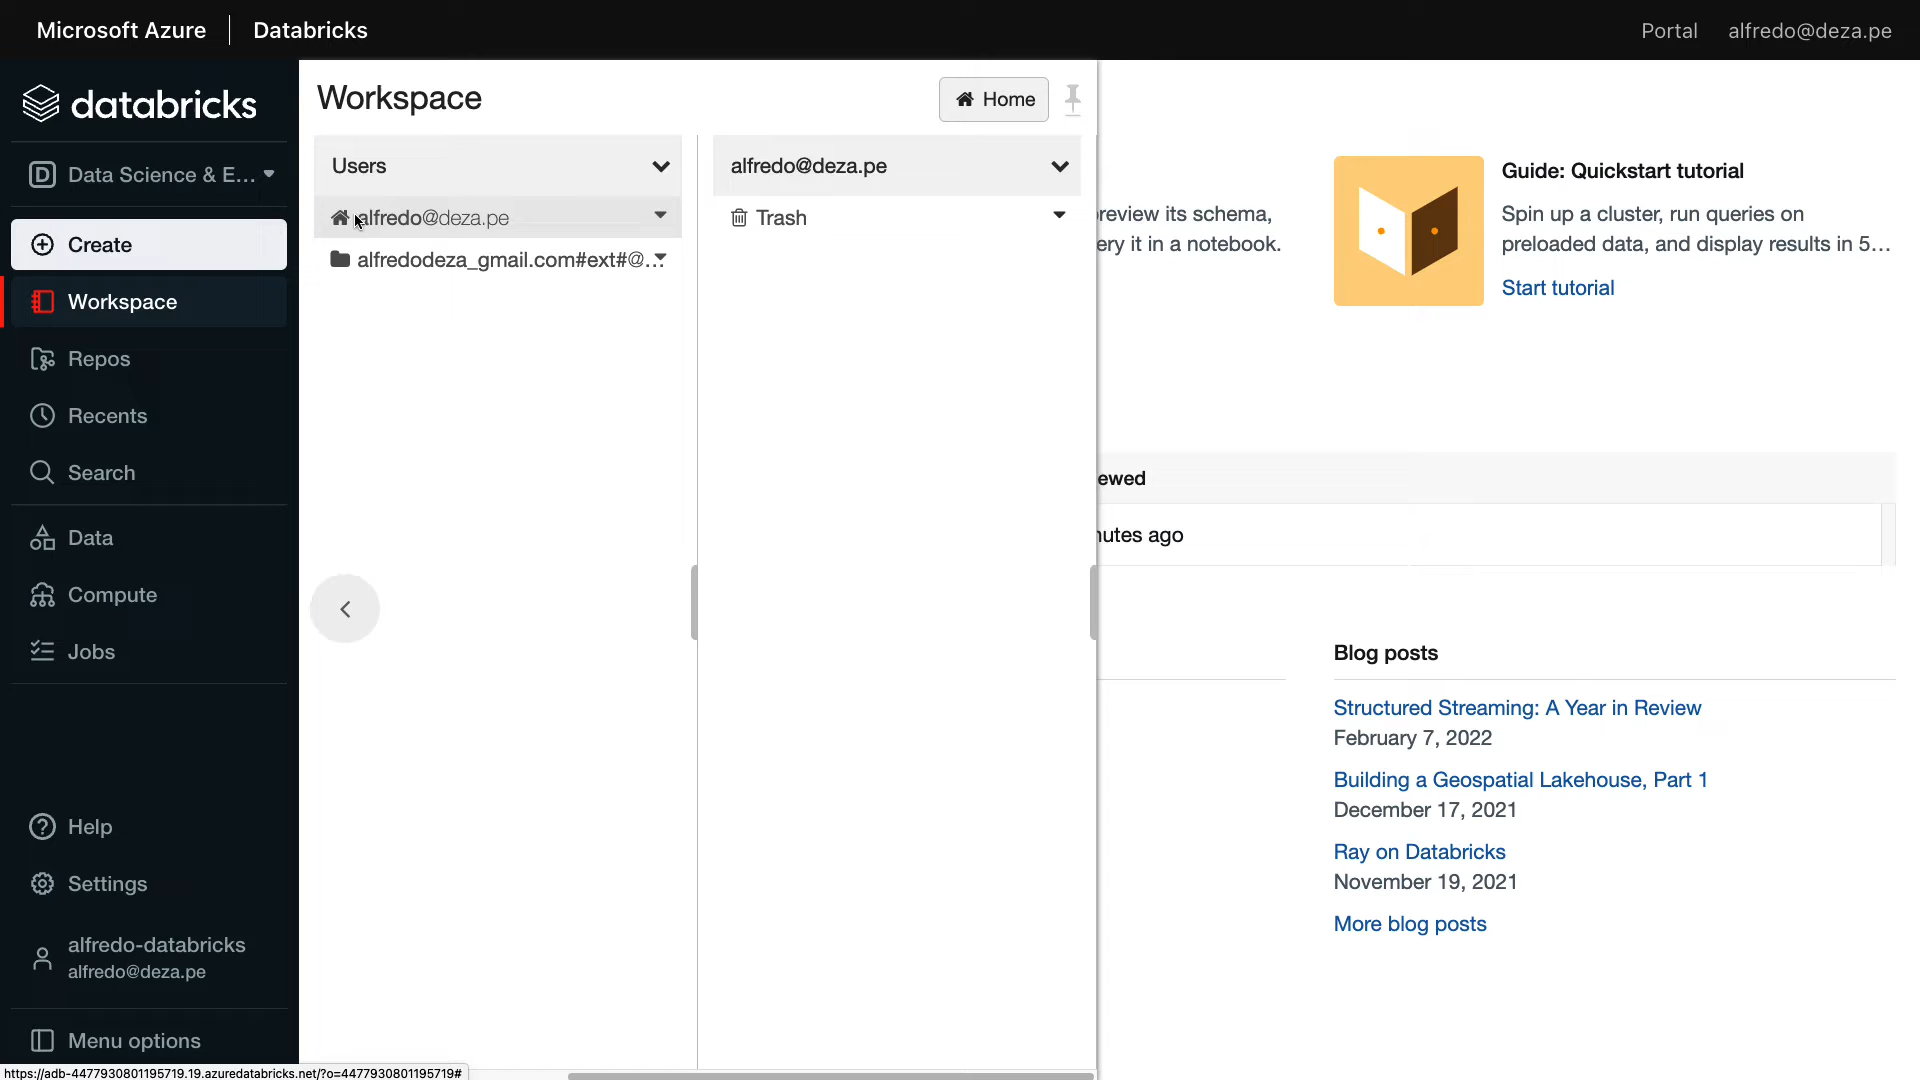 Microsoft Azure
Databricks
Portal
alfredo@deza.pe
databricks
Data Science & E...
Create
Workspace
Repos
Recents
Search
Data
Compute
Jobs
Help
Settings
alfredo-databricks
alfredo@deza.pe
Menu options
https://adb-4477930801195719.19.azuredatabricks.net/?o=4477930801195719#
Workspace
Home
Users
alfredo@deza.pe
alfredodeza_gmail.com#ext#@...
alfredo@deza.pe
Trash
preview its schema,
ery it in a notebook.
Guide: Quickstart tutorial
Spin up a cluster, run queries on
preloaded data, and display results in 5...
Start tutorial
ewed
nutes ago
Blog posts
Structured Streaming: A Year in Review
February 7, 2022
Building a Geospatial Lakehouse, Part 1
December 17, 2021
Ray on Databricks
November 19, 2021
More blog posts